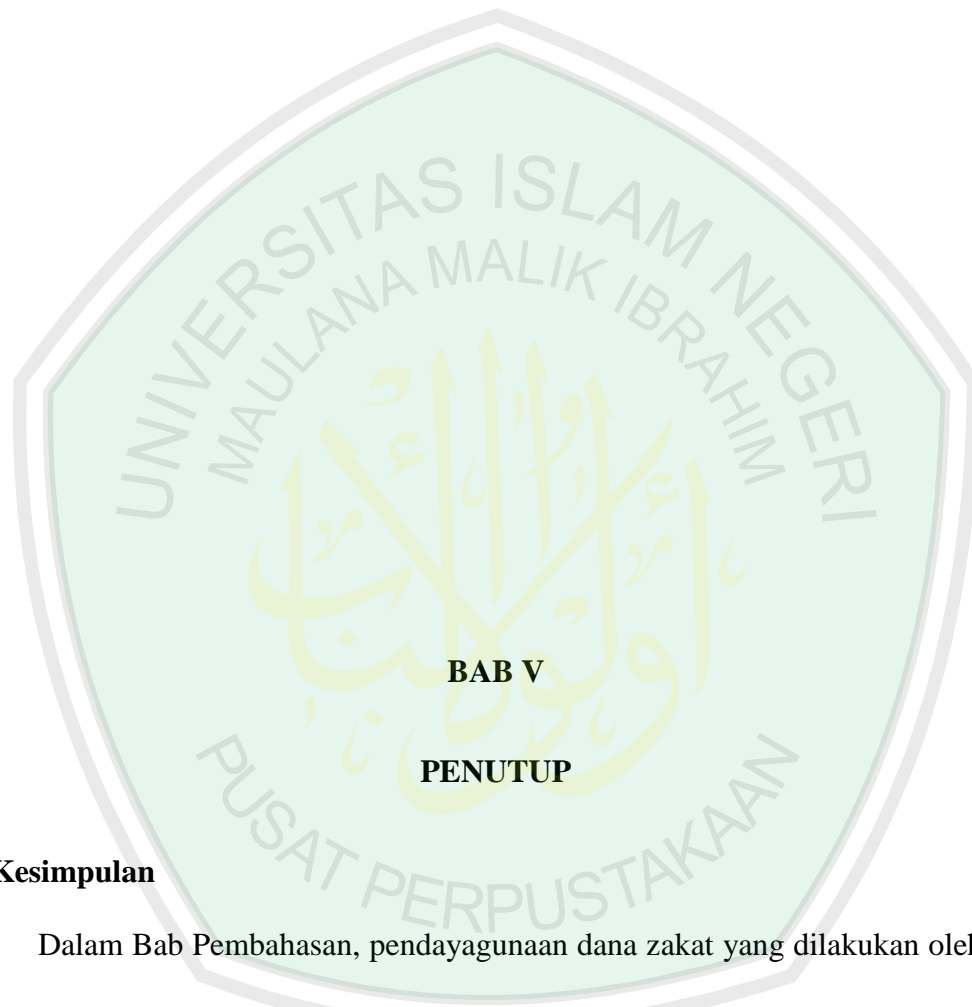 UNIVERSITAS ISLAM NEGERI
MAULANA MALIK IBRAHIM
BAB V
PENUTUP
Kesimpulan
Dalam Bab Pembahasan, pendayagunaan dana zakat yang dilakukan oleh
PUSAT PERPUSTAKAAN